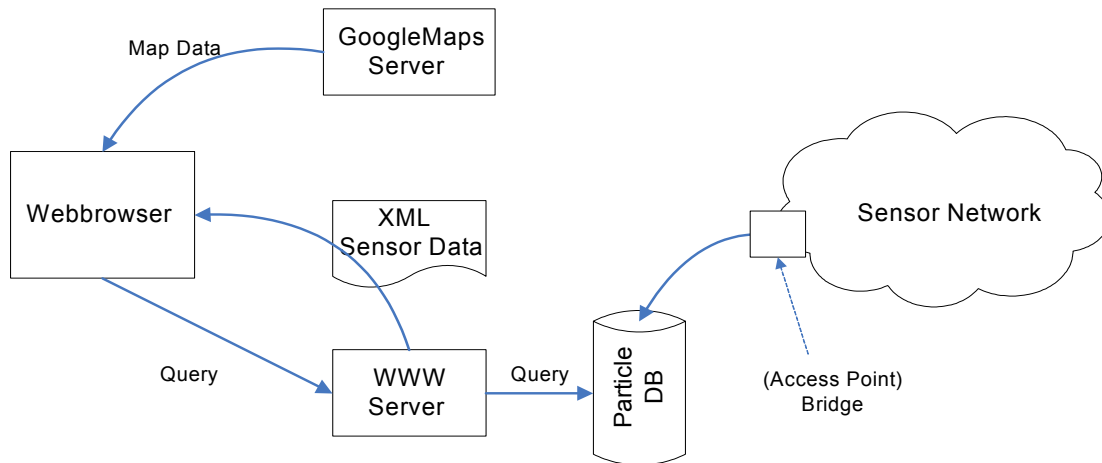 GoogleMaps
Server
Map Data
Webbrowser
XML
Sensor Data
Sensor Network
Query
WWW
Server
Query
Particle
DB
(Access Point)
Bridge